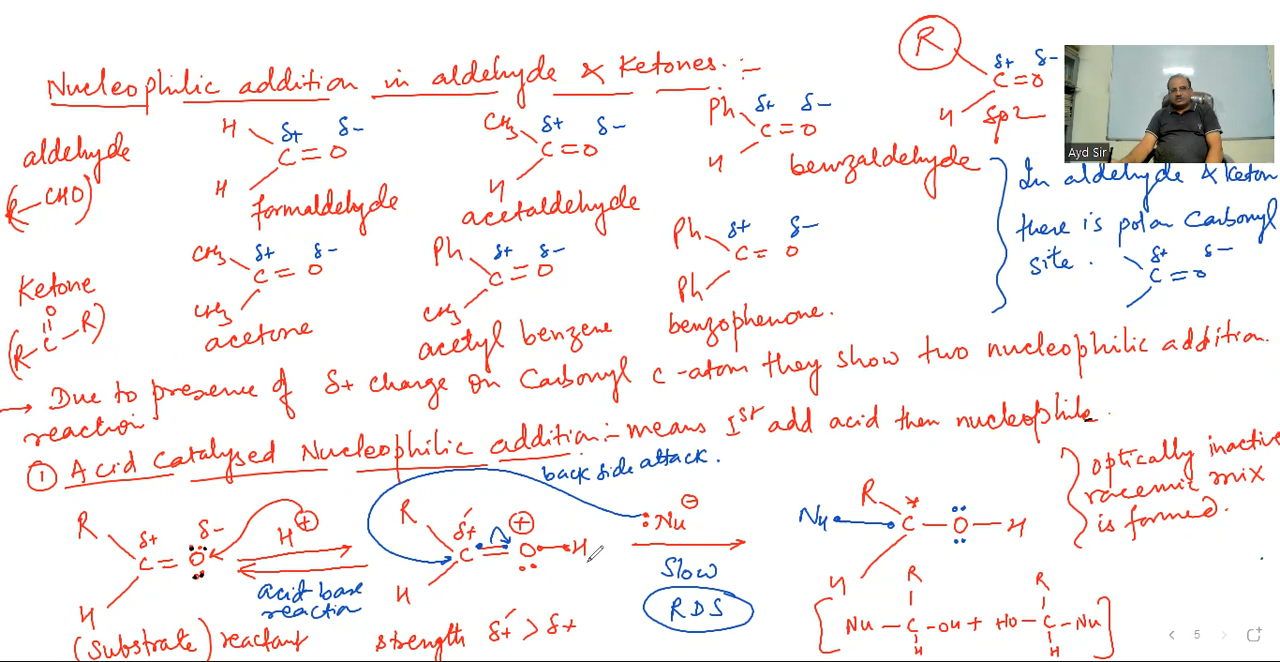 Nucleophilic addition in aldehyde & Ketones. :-
R
δ+ δ-
C=O
H sp2
Ayd Sir
aldehyde
(R-CHO)
H δ+ δ-
C=O
H
formaldehyde
CH3 δ+ δ-
C=O
H
acetaldehyde
Ph δ+ δ-
C=O
H
benzaldehyde
In aldehyde & keton
there is polar Carbonyl
site.
δ+ δ-
C=O
Ketone
O
(R-C-R)
CH3 δ+ δ-
C=O
CH3
acetone
Ph δ+ δ-
C=O
CH3
acetyl benzene
Ph δ+ δ-
C=O
Ph
benzophenone.
→ Due to presence of δ+ charge on Carbonyl C-atom they show two nucleophilic addition.
reaction.
① Acid catalysed Nucleophilic addition:- means Ist add acid then nucleophile.
back side attack.
optically inactive
racemic mix
is formed.
R
δ+ δ-
C=O
H
(Substrate) reactant
H⊕
acid base
reaction
R
δ+′ ⊕
C=O-H
H
strength δ+′ > δ+
:Nu⊖
Slow
RDS
R *
Nu-C-O-H
H
R R
[Nu-C-OH + HO-C-Nu]
H H
5